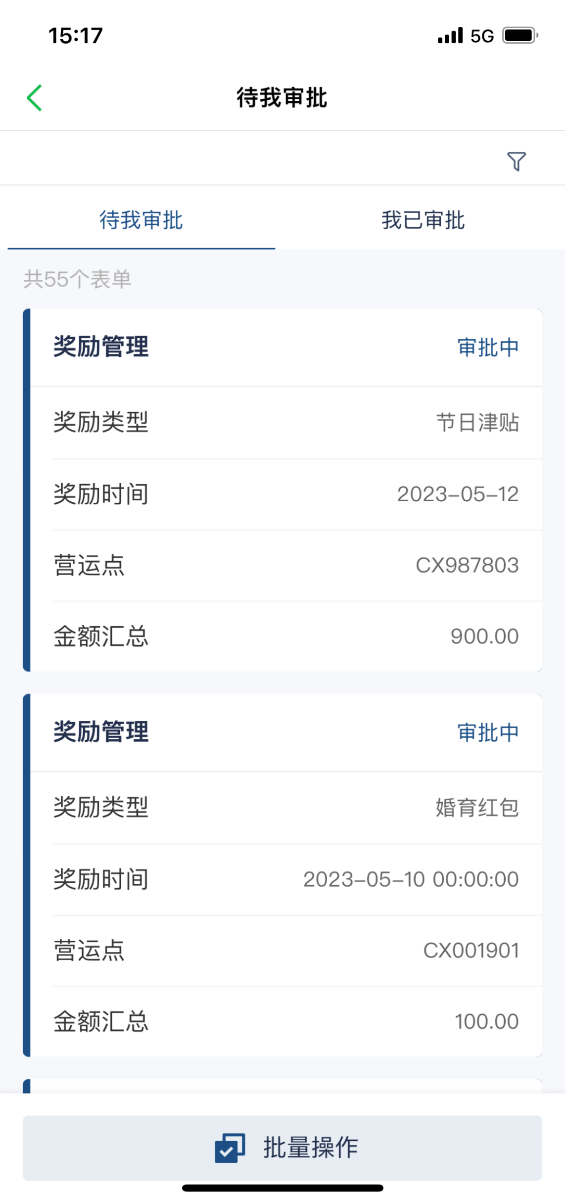 15:17
5G
待我审批
待我审批
我已审批
共55个表单
奖励管理
审批中
奖励类型
节日津贴
奖励时间
2023-05-12
营运点
CX987803
金额汇总
900.00
奖励管理
审批中
奖励类型
婚育红包
奖励时间
2023-05-10 00:00:00
营运点
CX001901
金额汇总
100.00
批量操作